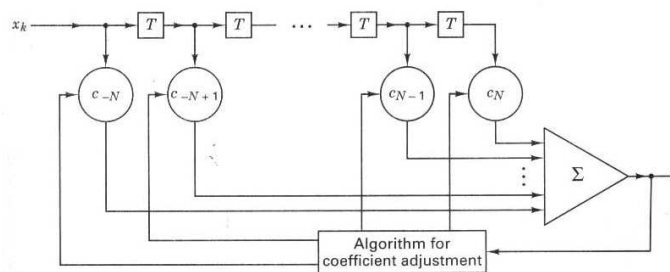 x_k T T ... T T
c_{-N} c_{-N+1} c_{N-1} c_N
Σ
Algorithm for
coefficient adjustment